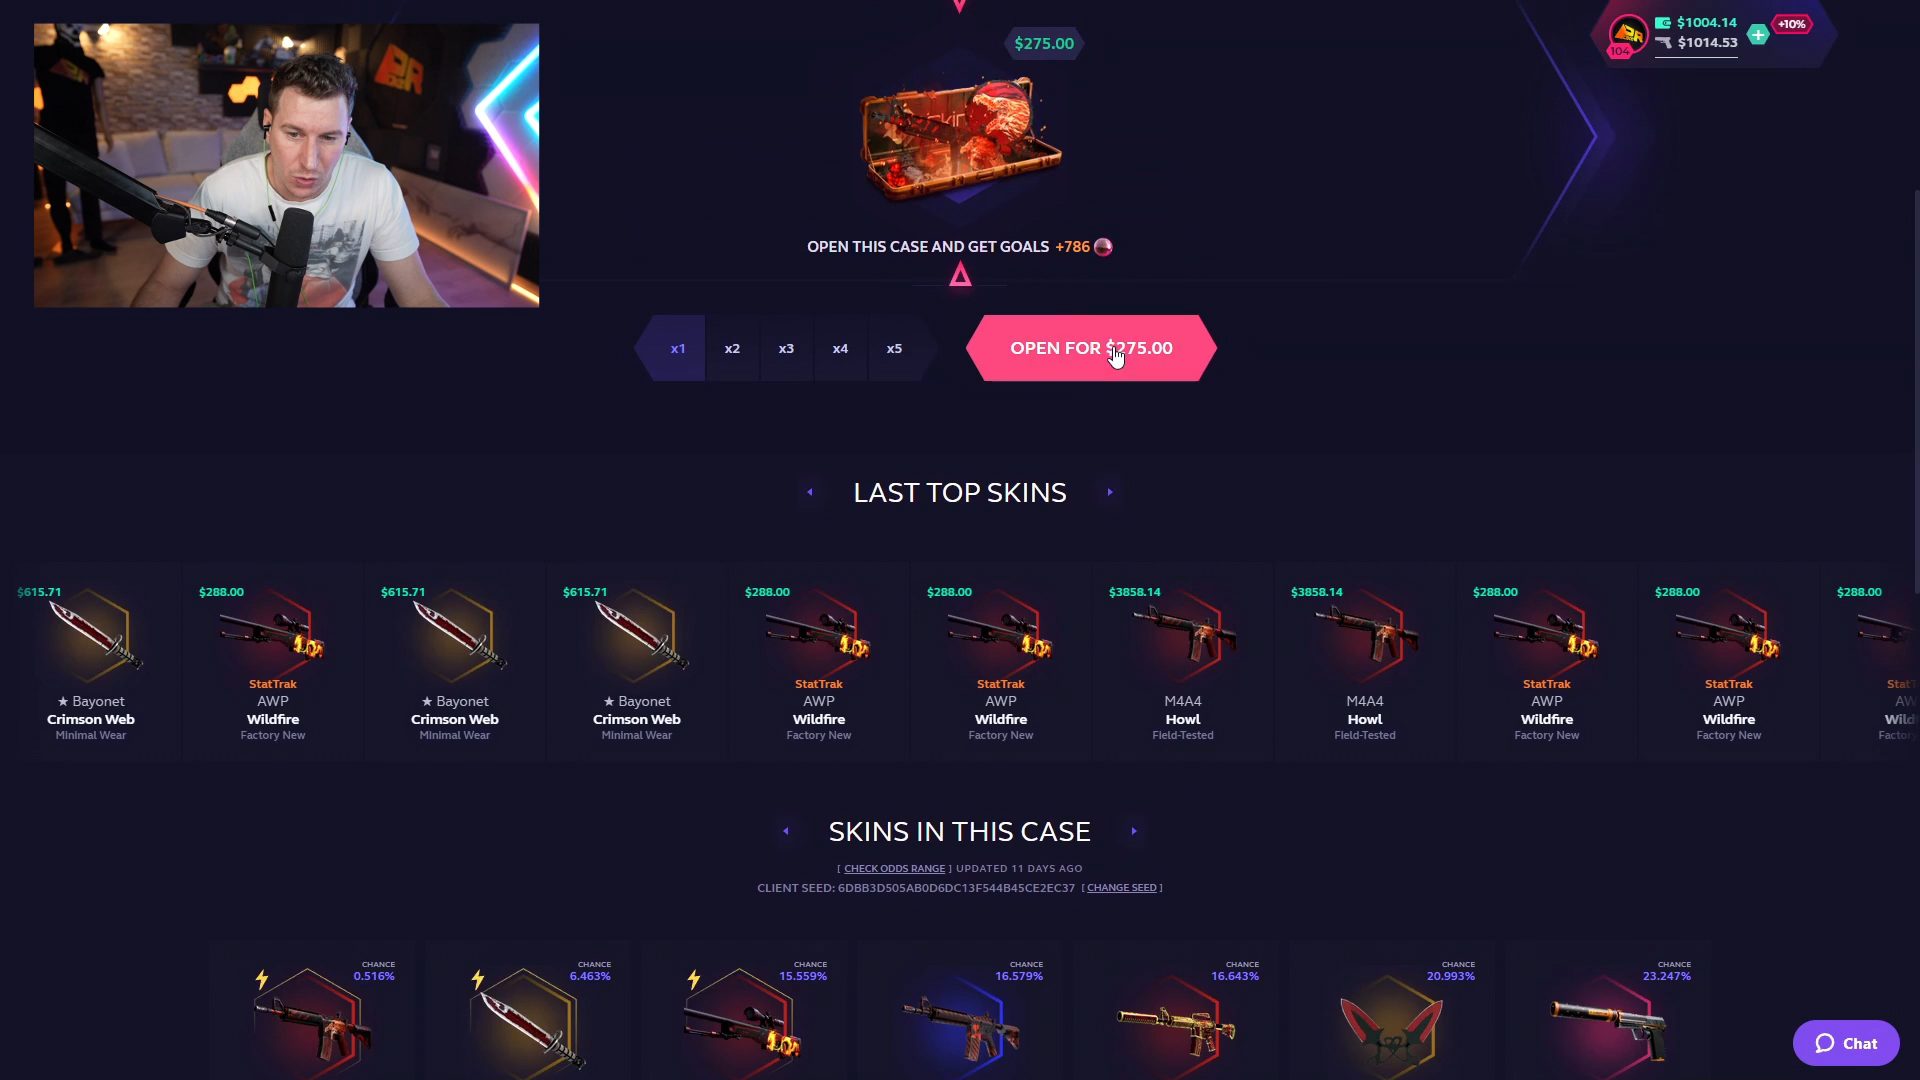 $275.00
$1004.14
+10%
$1014.53
104
OPEN THIS CASE AND GET GOALS +786
x1 x2 x3 x4 x5
OPEN FOR $275.00
LAST TOP SKINS
$615.71
★ Bayonet
Crimson Web
Minimal Wear
$288.00
StatTrak
AWP
Wildfire
Factory New
$615.71
★ Bayonet
Crimson Web
Minimal Wear
$615.71
★ Bayonet
Crimson Web
Minimal Wear
$288.00
StatTrak
AWP
Wildfire
Factory New
$288.00
StatTrak
AWP
Wildfire
Factory New
$3858.14
M4A4
Howl
Field-Tested
$3858.14
M4A4
Howl
Field-Tested
$288.00
StatTrak
AWP
Wildfire
Factory New
$288.00
StatTrak
AWP
Wildfire
Factory New
$288.00
SKINS IN THIS CASE
[ CHECK ODDS RANGE ] UPDATED 11 DAYS AGO
CLIENT SEED: 6DBB3D505AB0D6DC13F544B45CE2EC37 [ CHANGE SEED ]
CHANCE
0.516%
CHANCE
6.463%
CHANCE
15.559%
CHANCE
16.579%
CHANCE
16.643%
CHANCE
20.993%
CHANCE
23.247%
Chat